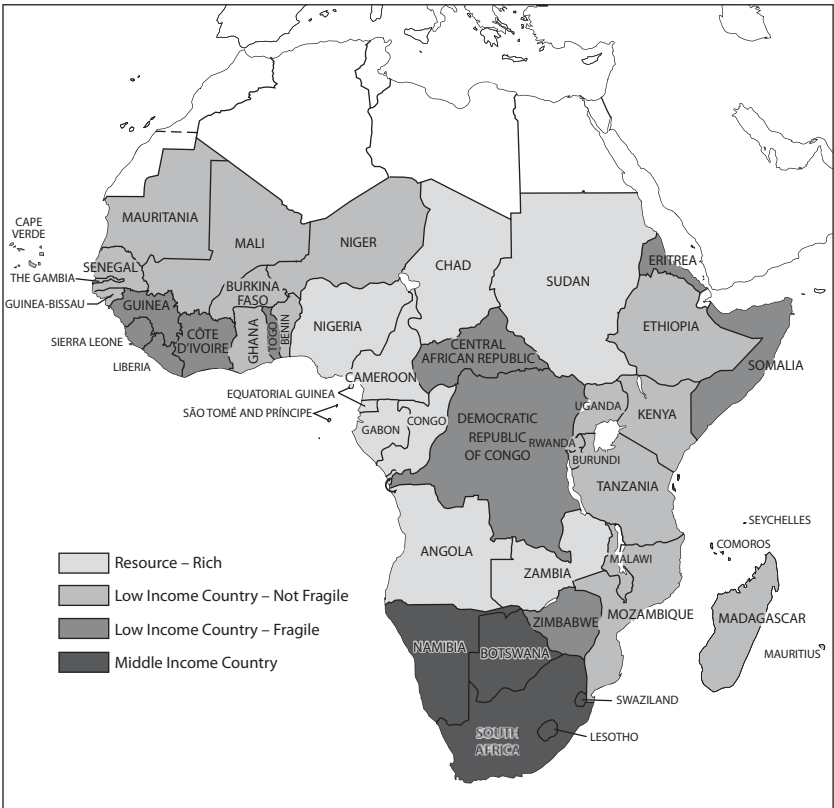 CAPE
VERDE
MAURITANIA
MALI
NIGER
CHAD
SUDAN
ERITREA
SENEGAL
THE GAMBIA
GUINEA-BISSAU
GUINEA
SIERRA LEONE
LIBERIA
CÔTE
D'IVOIRE
BURKINA
FASO
GHANA
TOGO
BENIN
NIGERIA
ETHIOPIA
SOMALIA
CENTRAL
AFRICAN REPUBLIC
CAMEROON
EQUATORIAL GUINEA
SÃO TOMÉ AND PRÍNCIPE
GABON
CONGO
DEMOCRATIC
REPUBLIC
OF CONGO
UGANDA
KENYA
RWANDA
BURUNDI
TANZANIA
SEYCHELLES
COMOROS
ANGOLA
ZAMBIA
MALAWI
MOZAMBIQUE
ZIMBABWE
MADAGASCAR
MAURITIUS
NAMIBIA
BOTSWANA
SWAZILAND
LESOTHO
SOUTH
AFRICA
Resource – Rich
Low Income Country – Not Fragile
Low Income Country – Fragile
Middle Income Country